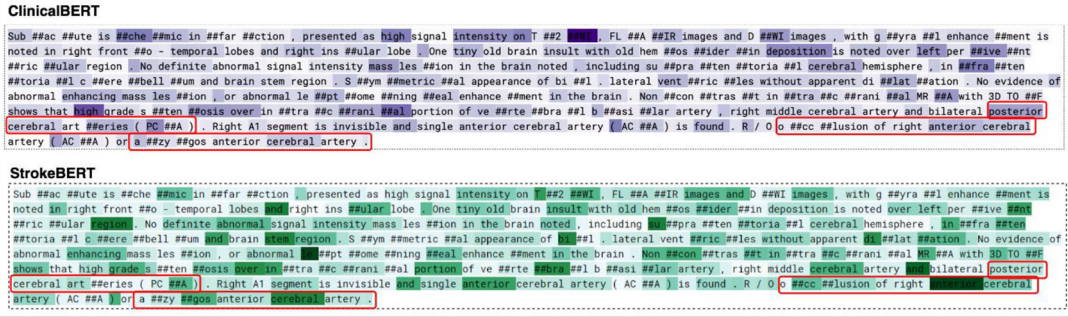 ClinicalBERT
Sub ##ac ##ute is ##che ##mic in ##far ##ction , presented as high signal intensity on T ##2 ##WI , FL ##A ##IR images and D ##WI images , with g ##yra ##l enhance ##ment is
noted in right front ##o - temporal lobes and right ins ##ular lobe . One tiny old brain insult with old hem ##os ##ider ##in deposition is noted over left per ##ive ##nt
##ric ##ular region . No definite abnormal signal intensity mass les ##ion in the brain noted , including su ##pra ##ten ##toria ##l cerebral hemisphere , in ##fra ##ten
##toria ##l c ##ere ##bell ##um and brain stem region . S ##ym ##metric ##al appearance of bi ##l . lateral vent ##ric ##les without apparent di ##lat ##ation . No evidence of
abnormal enhancing mass les ##ion , or abnormal le ##pt ##ome ##ning ##eal enhance ##ment in the brain . Non ##con ##tras ##t in ##tra ##c ##rani ##al MR ##A with 3D TO ##F
shows that high grade s ##ten ##osis over in ##tra ##c ##rani ##al portion of ve ##rte ##bra ##l b ##asi ##lar artery , right middle cerebral artery and bilateral posterior
cerebral art ##eries ( PC ##A ) . Right A1 segment is invisible and single anterior cerebral artery ( AC ##A ) is found . R / O o ##cc ##lusion of right anterior cerebral
artery ( AC ##A ) or a ##zy ##gos anterior cerebral artery .
StrokeBERT
Sub ##ac ##ute is ##che ##mic in ##far ##ction , presented as high signal intensity on T ##2 ##WI , FL ##A ##IR images and D ##WI images , with g ##yra ##l enhance ##ment is
noted in right front ##o - temporal lobes and right ins ##ular lobe . One tiny old brain insult with old hem ##os ##ider ##in deposition is noted over left per ##ive ##nt
##ric ##ular region . No definite abnormal signal intensity mass les ##ion in the brain noted , including su ##pra ##ten ##toria ##l cerebral hemisphere , in ##fra ##ten
##toria ##l c ##ere ##bell ##um and brain stem region . S ##ym ##metric ##al appearance of bi ##l . lateral vent ##ric ##les without apparent di ##lat ##ation . No evidence of
abnormal enhancing mass les ##ion , or abnormal le ##pt ##ome ##ning ##eal enhance ##ment in the brain . Non ##con ##tras ##t in ##tra ##c ##rani ##al MR ##A with 3D TO ##F
shows that high grade s ##ten ##osis over in ##tra ##c ##rani ##al portion of ve ##rte ##bra ##l b ##asi ##lar artery , right middle cerebral artery and bilateral posterior
cerebral art ##eries ( PC ##A ) . Right A1 segment is invisible and single anterior cerebral artery ( AC ##A ) is found . R / O o ##cc ##lusion of right anterior cerebral
artery ( AC ##A ) or a ##zy ##gos anterior cerebral artery .